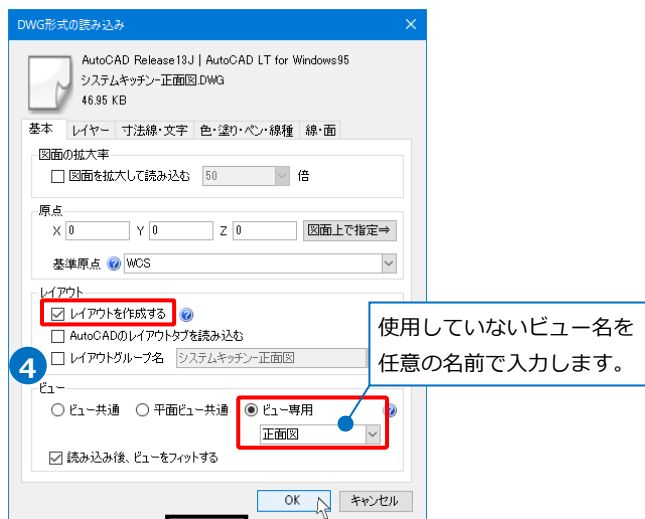 DWG形式の読み込み
AutoCAD Release13J | AutoCAD LT for Windows95
システムキッチン-正面図.DWG
46.95 KB
基本 レイヤー 寸法線・文字 色・塗り・ペン・線種 線・面
図面の拡大率
図面を拡大して読み込む 50 倍
原点
X 0 Y 0 Z 0 図面上で指定⇒
基準原点 ? WCS
レイアウト
レイアウトを作成する ?
AutoCADのレイアウトタブを読み込む
レイアウトグループ名 システムキッチン-正面図
4
使用していないビュー名を
任意の名前で入力します。
ビュー
ビュー共通 平面ビュー共通 ビュー専用 ?
正面図
読み込み後、ビューをフィットする
OK キャンセル